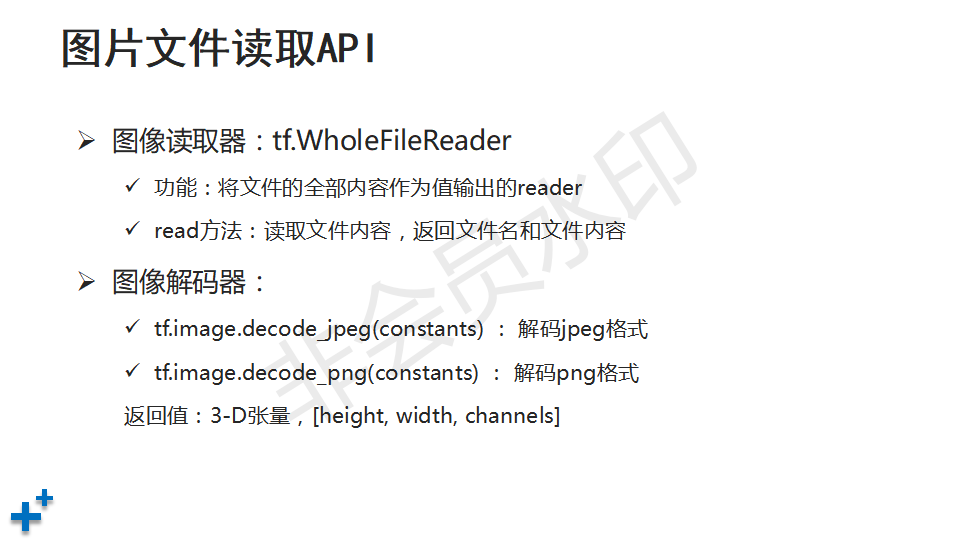 图片文件读取API
图像读取器：tf.WholeFileReader
功能：将文件的全部内容作为值输出的reader
read方法：读取文件内容，返回文件名和文件内容
图像解码器：
tf.image.decode_jpeg(constants) ： 解码jpeg格式
tf.image.decode_png(constants) ： 解码png格式
返回值：3-D张量，[height, width, channels]
非会员水印